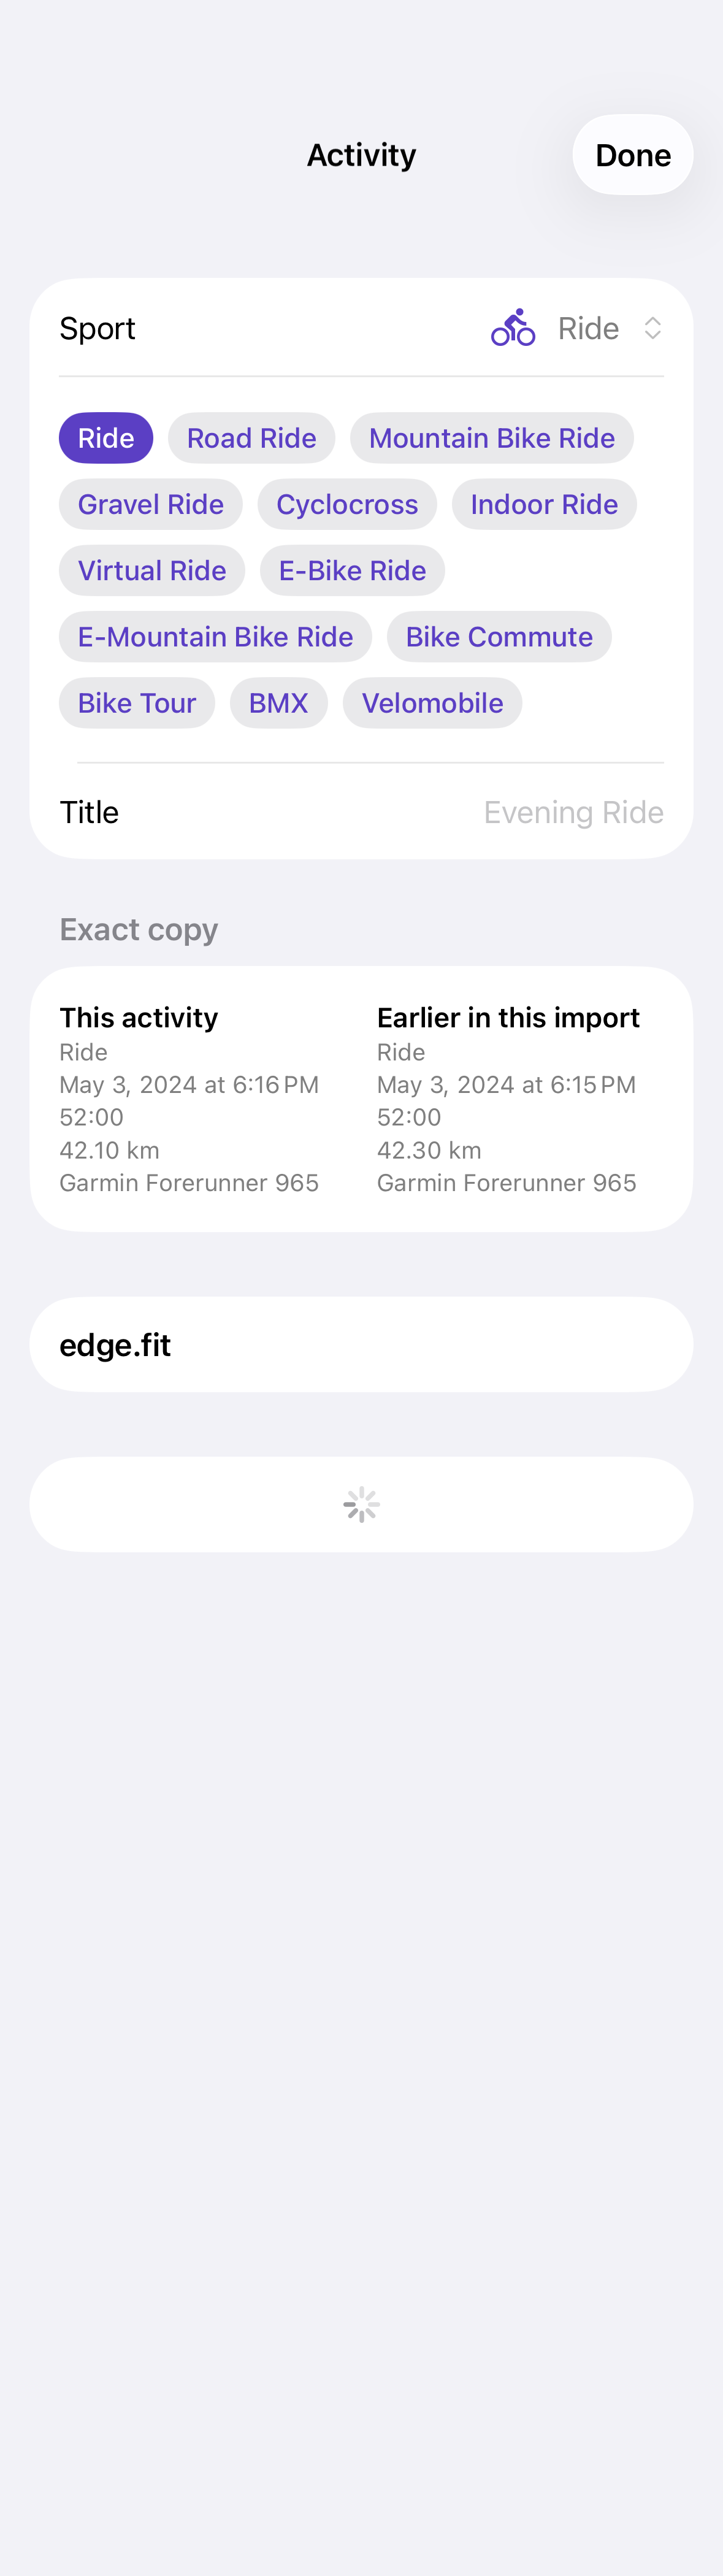 Activity
Done
Sport
Ride
Ride
Road Ride
Mountain Bike Ride
Gravel Ride
Cyclocross
Indoor Ride
Virtual Ride
E-Bike Ride
E-Mountain Bike Ride
Bike Commute
Bike Tour
BMX
Velomobile
Title
Evening Ride
Exact copy
This activity
Ride
May 3, 2024 at 6:16 PM
52:00
42.10 km
Garmin Forerunner 965
Earlier in this import
Ride
May 3, 2024 at 6:15 PM
52:00
42.30 km
Garmin Forerunner 965
edge.fit